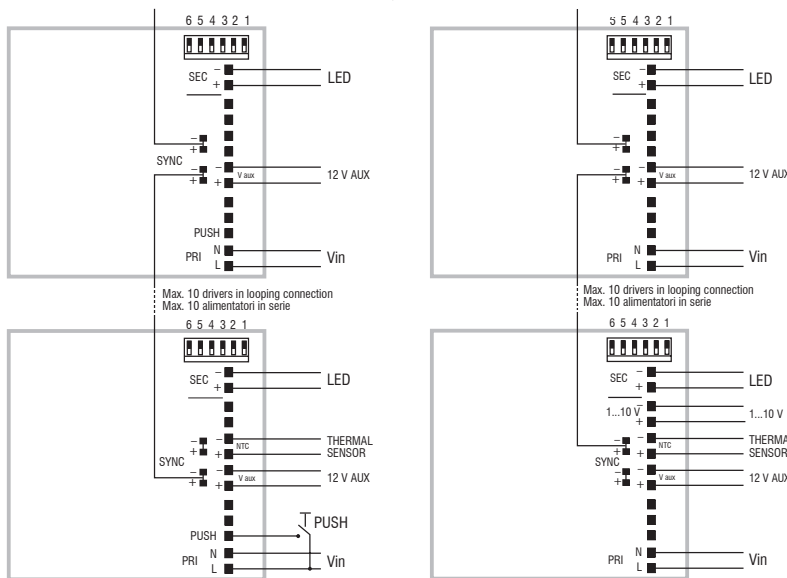 6 5 4 3 2 1
SEC
−
+
LED
−
+
SYNC
−
+
−
+
V aux
12 V AUX
PUSH
PRI
N
L
Vin
Max. 10 drivers in looping connection
Max. 10 alimentatori in serie
6 5 4 3 2 1
SEC
−
+
LED
−
+
NTC
−
+
THERMAL
SENSOR
SYNC
−
+
−
+
V aux
12 V AUX
PUSH
PUSH
PRI
N
L
Vin
5 5 4 3 2 1
SEC
−
+
LED
−
+
−
+
−
+
V aux
12 V AUX
PRI
N
L
Vin
Max. 10 drivers in looping connection
Max. 10 alimentatori in serie
6 5 4 3 2 1
SEC
−
+
LED
1...10 V
−
+
1...10 V
−
+
NTC
−
+
THERMA
SENSOR
SYNC
−
+
−
+
V aux
12 V AUX
PRI
N
L
Vin